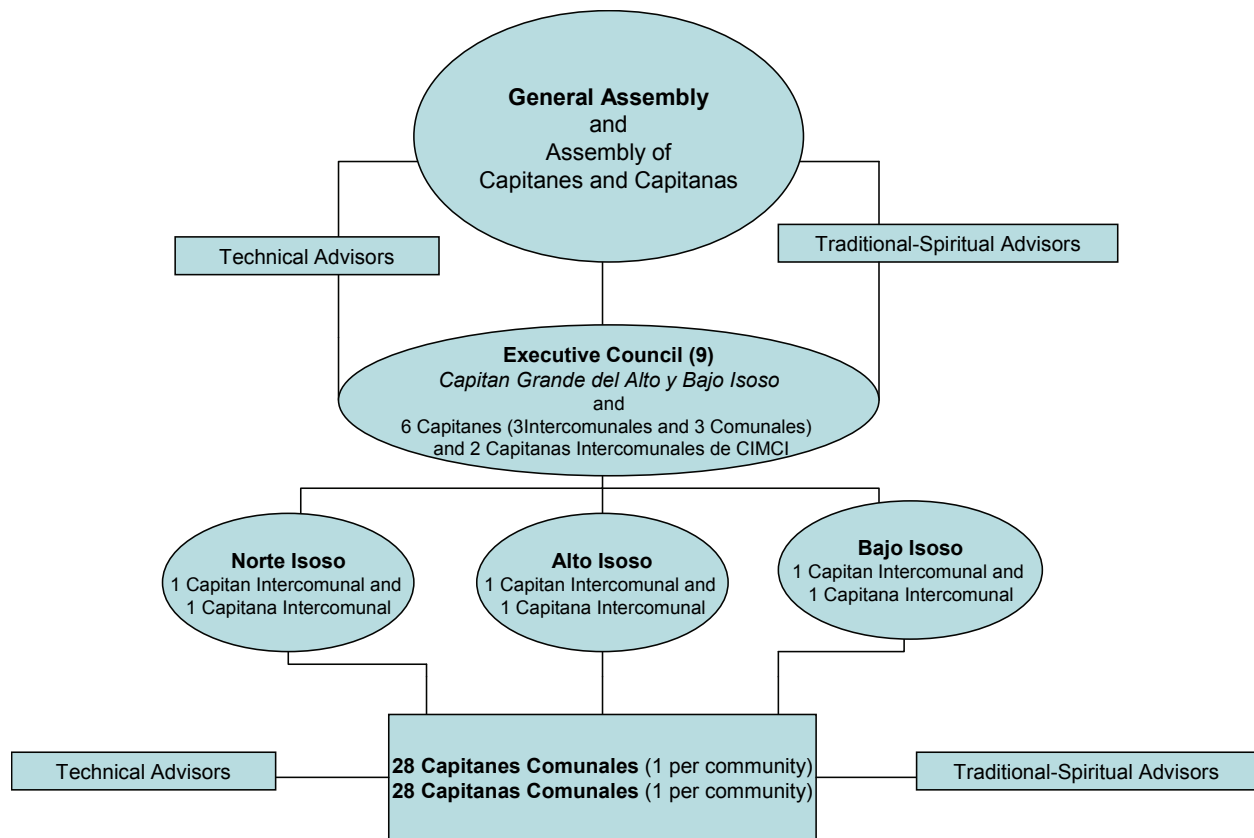 General Assembly
and
Assembly of
Capitanes and Capitanas
Technical Advisors
Traditional-Spiritual Advisors
Executive Council (9)
Capitan Grande del Alto y Bajo Isoso
and
6 Capitanes (3Intercomunales and 3 Comunales)
and 2 Capitanas Intercomunales de CIMCI
Norte Isoso
1 Capitan Intercomunal and
1 Capitana Intercomunal
Alto Isoso
1 Capitan Intercomunal and
1 Capitana Intercomunal
Bajo Isoso
1 Capitan Intercomunal and
1 Capitana Intercomunal
28 Capitanes Comunales (1 per community)
28 Capitanas Comunales (1 per community)
Technical Advisors
Traditional-Spiritual Advisors